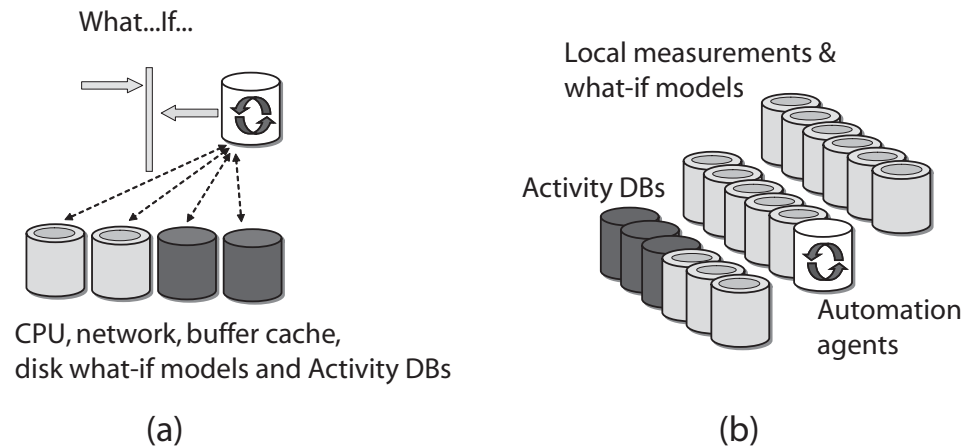 What...If...
CPU, network, buffer cache,
disk what-if models and Activity DBs
(a)
Local measurements &
what-if models
Activity DBs
Automation
agents
(b)